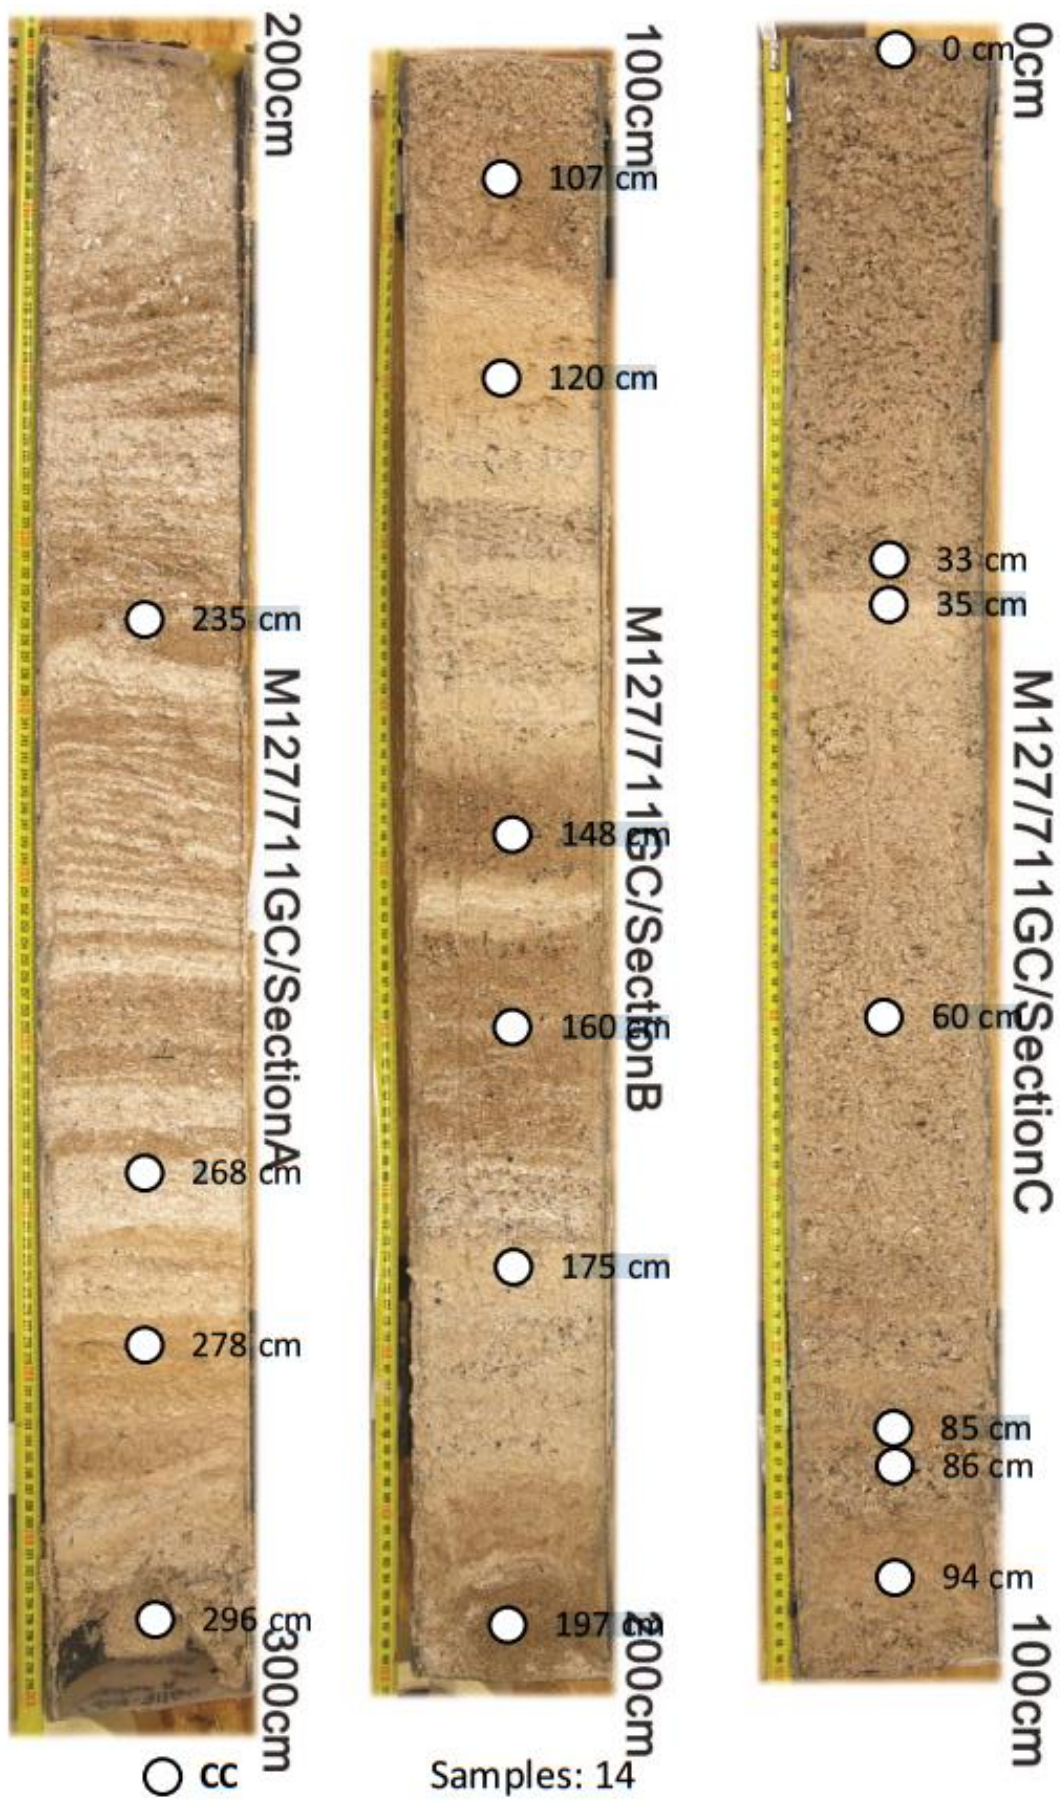 200cm
235 cm
M127/711GC/SectionA
268 cm
278 cm
296 cm
300cm
100cm
107 cm
120 cm
148 cm
M127/711GC/SectionB
160 cm
175 cm
197 cm
200cm
0cm
0 cm
33 cm
35 cm
M127/711GC/SectionC
60 cm
85 cm
86 cm
94 cm
100cm
CC
Samples: 14